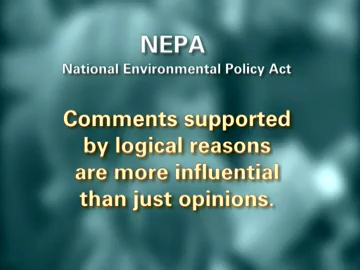 NEPA
National Environmental Policy Act
Comments supported
by logical reasons
are more influential
than just opinions.